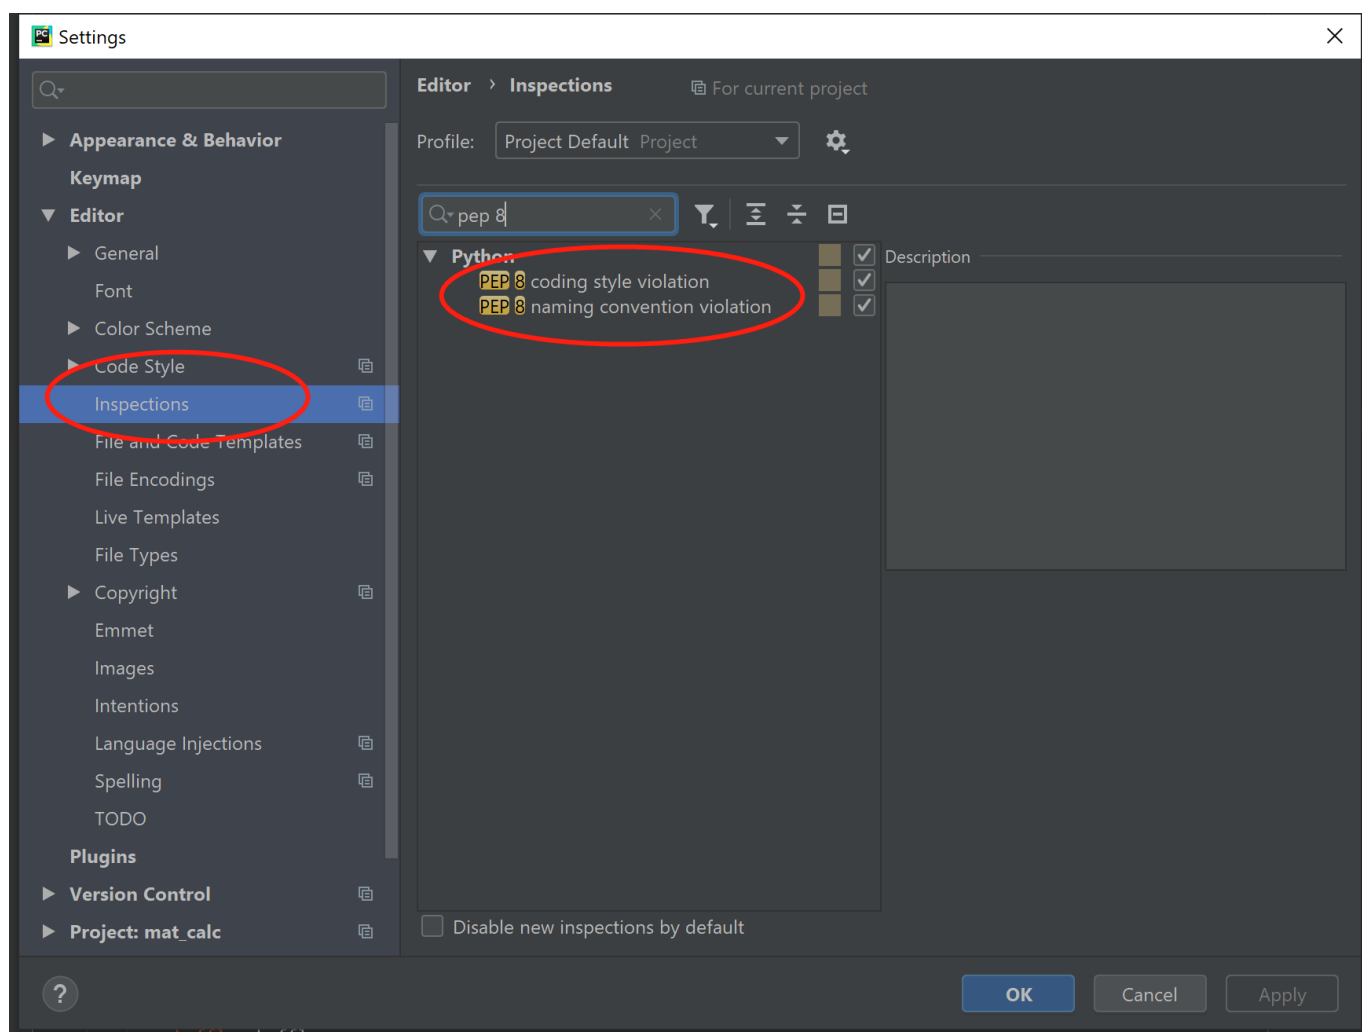 Settings
Appearance & Behavior
Keymap
Editor
General
Font
Color Scheme
Code Style
Inspections
File and Code Templates
File Encodings
Live Templates
File Types
Copyright
Emmet
Images
Intentions
Language Injections
Spelling
TODO
Plugins
Version Control
Project: mat_calc
Editor › Inspections For current project
Profile: Project Default Project
pep 8
Python
PEP 8 coding style violation
PEP 8 naming convention violation
Description
Disable new inspections by default
? OK Cancel Apply